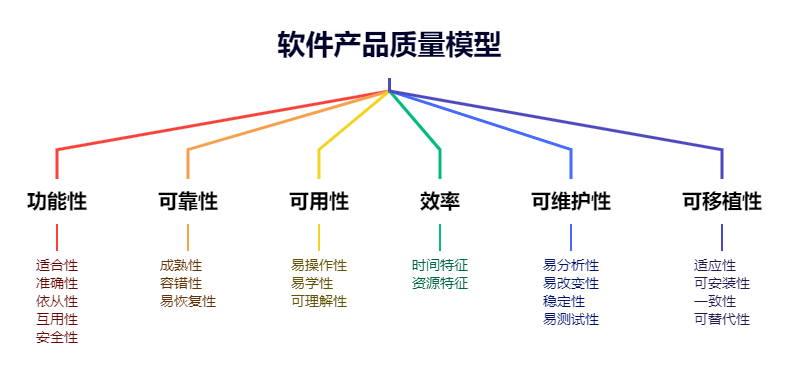 软件产品质量模型
功能性
可靠性
可用性
效率
可维护性
可移植性
适合性
准确性
依从性
互用性
安全性
成熟性
容错性
易恢复性
易操作性
易学性
可理解性
时间特征
资源特征
易分析性
易改变性
稳定性
易测试性
适应性
可安装性
一致性
可替代性